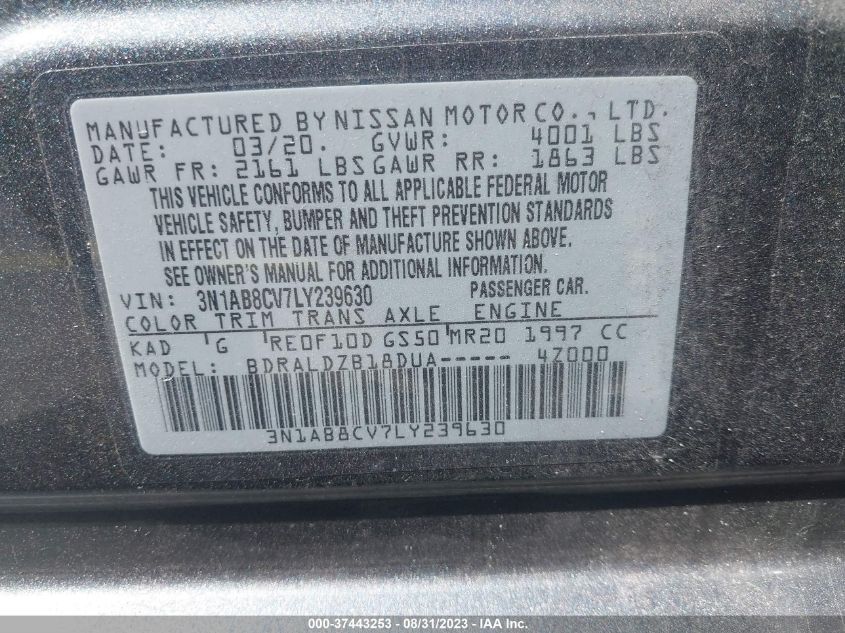 MANUFACTURED BY NISSAN MOTOR CO., LTD.
DATE: 03/20. GVWR: 4001 LBS
GAWR FR: 2161 LBS GAWR RR: 1863 LBS
THIS VEHICLE CONFORMS TO ALL APPLICABLE FEDERAL MOTOR
VEHICLE SAFETY, BUMPER AND THEFT PREVENTION STANDARDS
IN EFFECT ON THE DATE OF MANUFACTURE SHOWN ABOVE.
SEE OWNER'S MANUAL FOR ADDITIONAL INFORMATION.
VIN: 3N1AB8CV7LY239630 PASSENGER CAR.
COLOR TRIM TRANS AXLE ENGINE
KAD G RE0F10D GS50 MR20 1997 CC
MODEL: BDRALDZB18DUA----- 4Z000
3N1AB8CV7LY239630
000-37443253 - 08/31/2023 - IAA Inc.